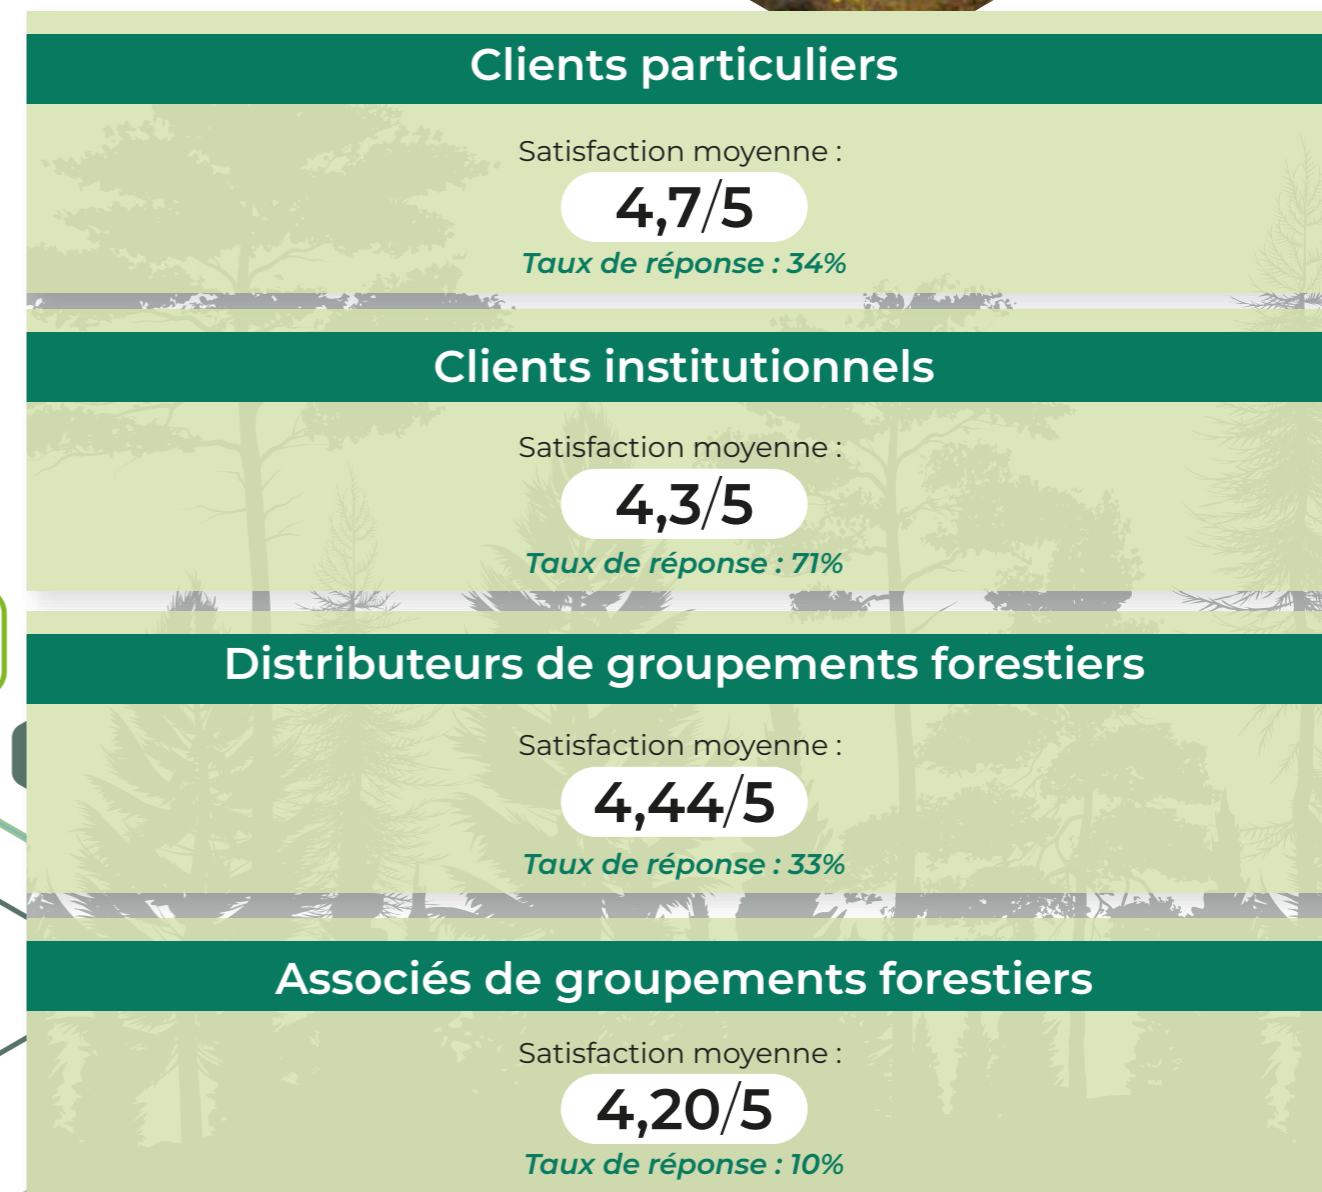 Clients particuliers
Satisfaction moyenne :
4,7/5
Taux de réponse : 34%
Clients institutionnels
Satisfaction moyenne :
4,3/5
Taux de réponse : 71%
Distributeurs de groupements forestiers
Satisfaction moyenne :
4,44/5
Taux de réponse : 33%
Associés de groupements forestiers
Satisfaction moyenne :
4,20/5
Taux de réponse : 10%